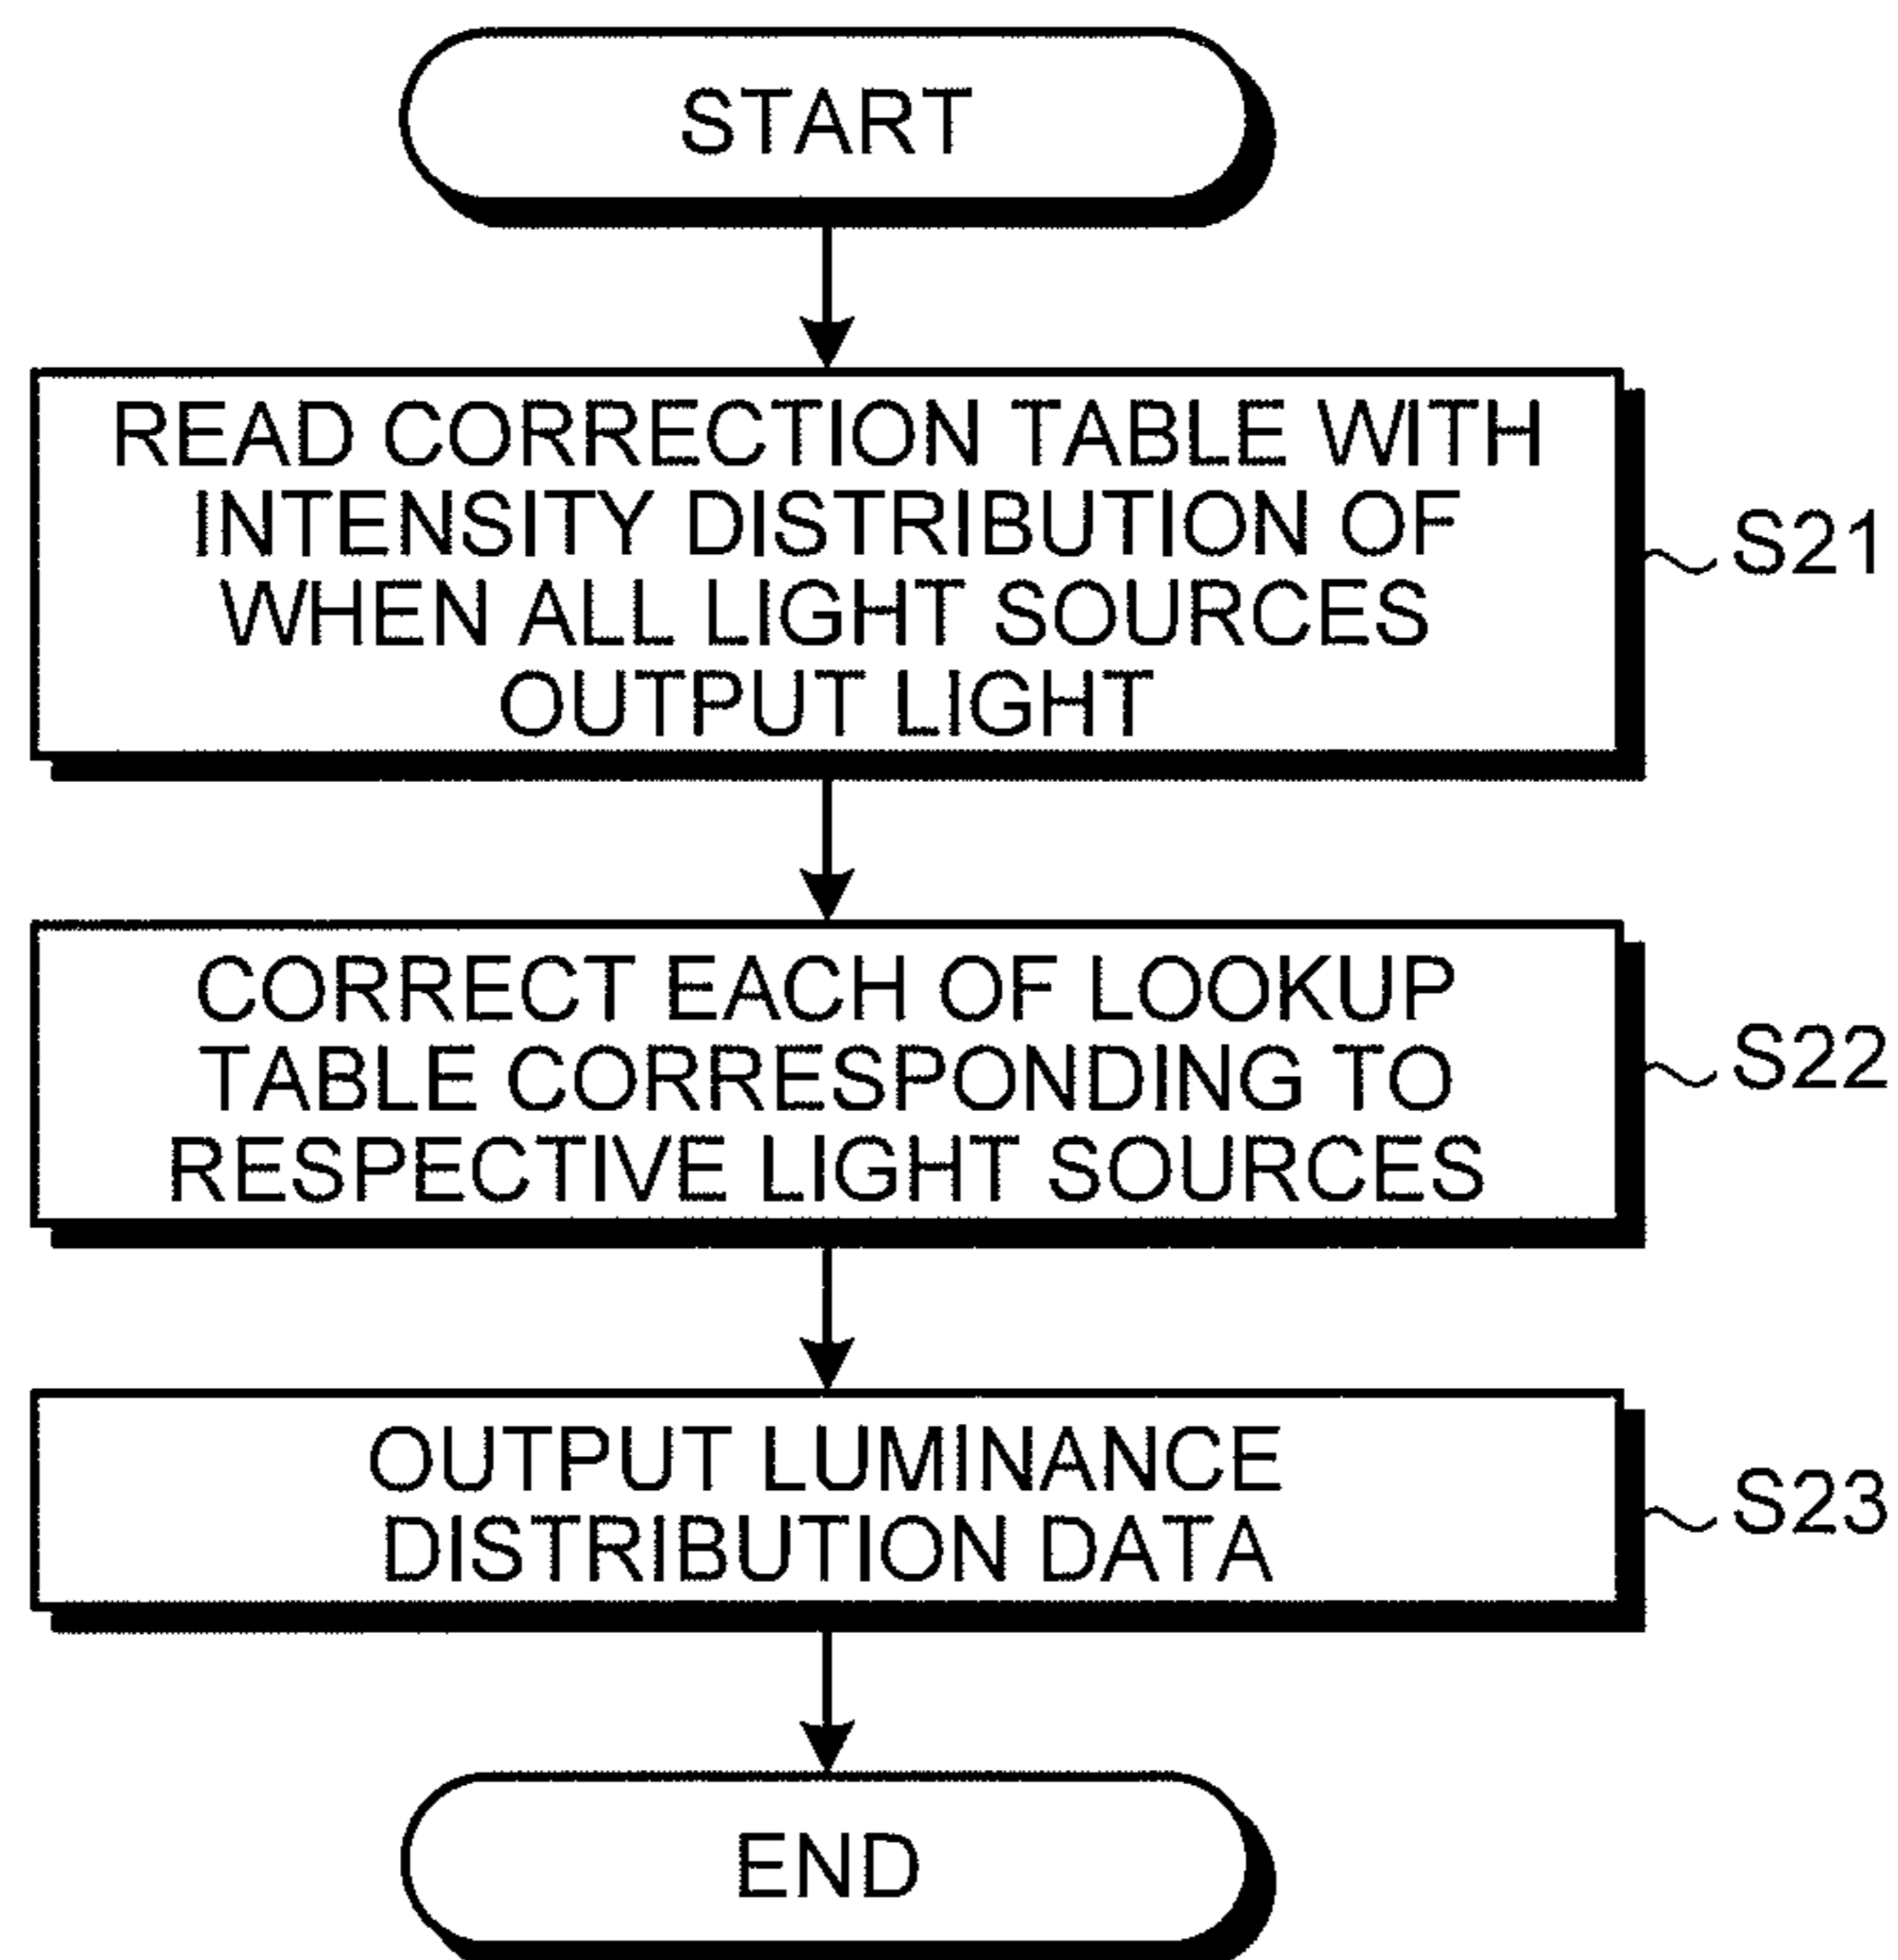 START
READ CORRECTION TABLE WITH
INTENSITY DISTRIBUTION OF
WHEN ALL LIGHT SOURCES
OUTPUT LIGHT
S21
CORRECT EACH OF LOOKUP
TABLE CORRESPONDING TO
RESPECTIVE LIGHT SOURCES
S22
OUTPUT LUMINANCE
DISTRIBUTION DATA
S23
END